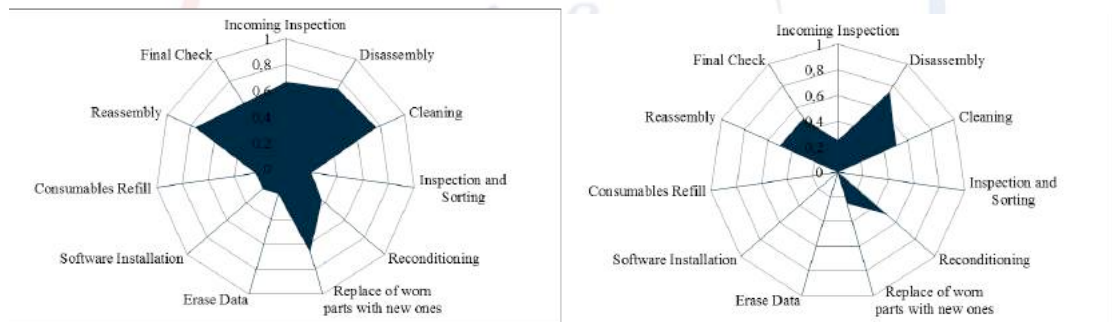 Incoming Inspection
1
0,8
0,6
0,4
0,2
0
Final Check
Disassembly
Reassembly
Cleaning
Consumables Refill
Inspection and
Sorting
Software Installation
Reconditioning
Erase Data
Replace of worn
parts with new ones
Incoming Inspection
1
0,8
0,6
0,4
0,2
0
Final Check
Disassembly
Reassembly
Cleaning
Consumables Refill
Inspection and
Sorting
Software Installation
Reconditioning
Erase Data
Replace of worn
parts with new ones